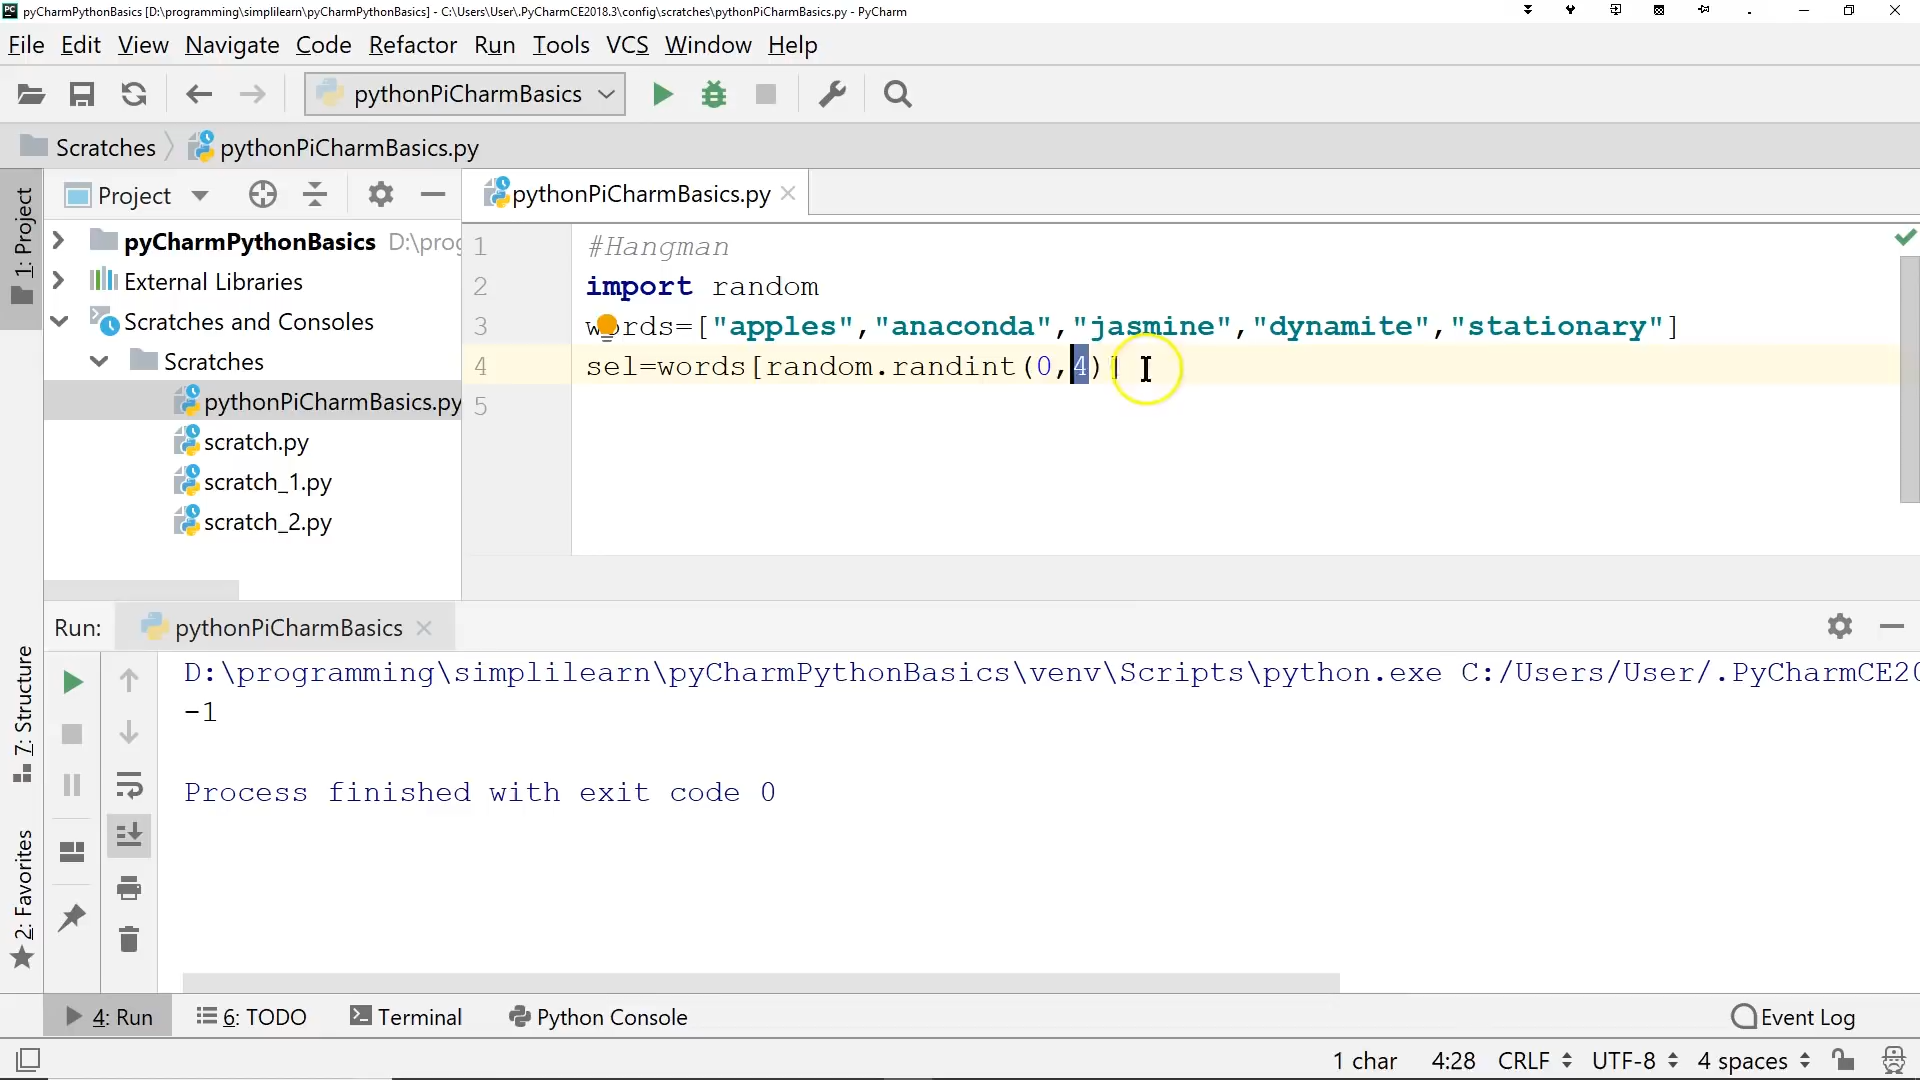 pyCharmPythonBasics [D:\programming\simplilearn\pyCharmPythonBasics] - C:\Users\User\.PyCharmCE2018.3\config\scratches\pythonPiCharmBasics.py - PyCharm
File Edit View Navigate Code Refactor Run Tools VCS Window Help
pythonPiCharmBasics
Scratches pythonPiCharmBasics.py
1: Project
Project
pyCharmPythonBasics D:\prog
External Libraries
Scratches and Consoles
Scratches
pythonPiCharmBasics.py
scratch.py
scratch_1.py
scratch_2.py
pythonPiCharmBasics.py
1 #Hangman
2 import random
3 words=["apples","anaconda","jasmine","dynamite","stationary"]
4 sel=words[random.randint(0,4)]
5
Run: pythonPiCharmBasics
D:\programming\simplilearn\pyCharmPythonBasics\venv\Scripts\python.exe C:/Users/User/.PyCharmCE20
-1
Process finished with exit code 0
7: Structure
2: Favorites
4: Run 6: TODO Terminal Python Console Event Log
1 char 4:28 CRLF UTF-8 4 spaces